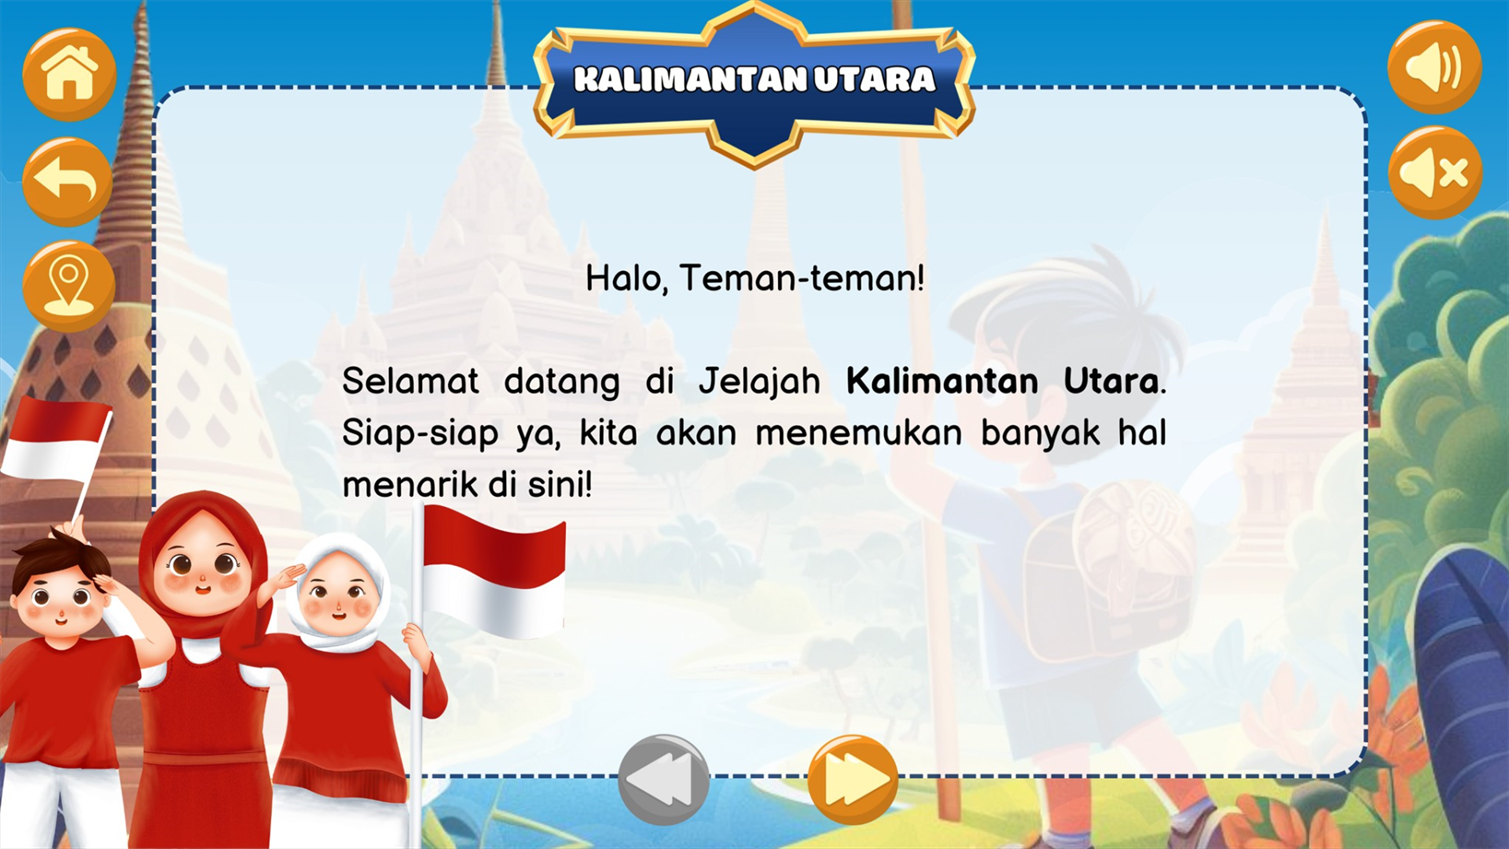 KALIMANTAN UTARA
Halo, Teman-teman!
Selamat datang di Jelajah Kalimantan Utara.
Siap-siap ya, kita akan menemukan banyak hal
menarik di sini!